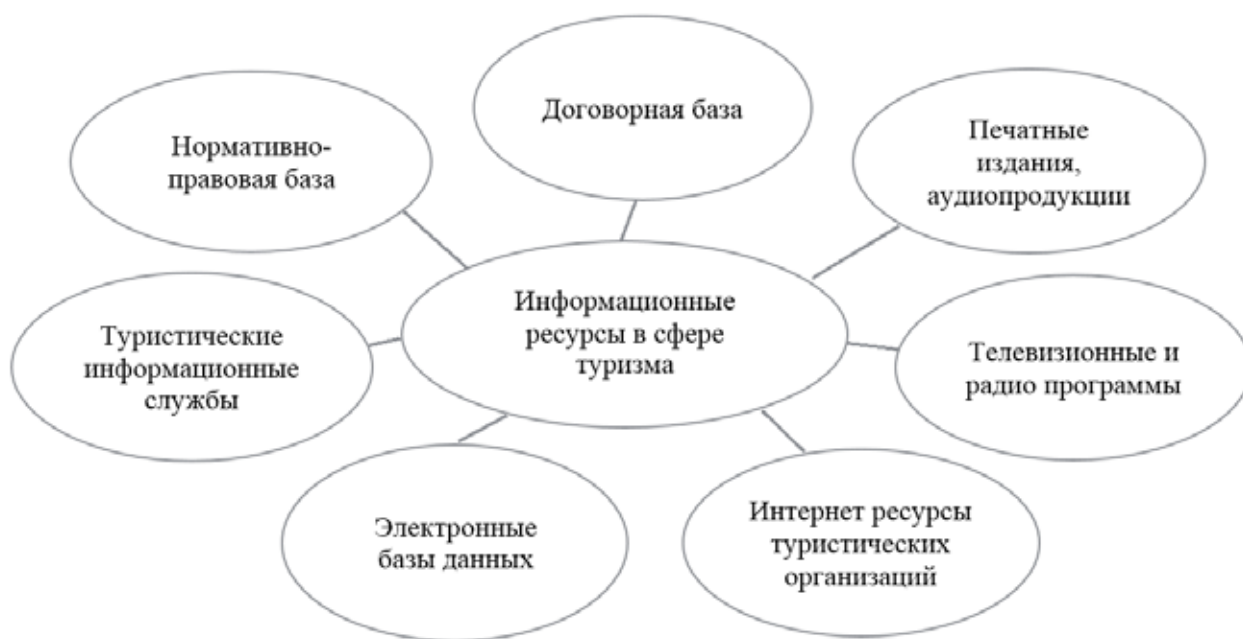 Договорная база
Нормативно-
правовая база
Печатные
издания,
аудиопродукции
Информационные
ресурсы в сфере
туризма
Туристические
информационные
службы
Телевизионные и
радио программы
Электронные
базы данных
Интернет ресурсы
туристических
организаций